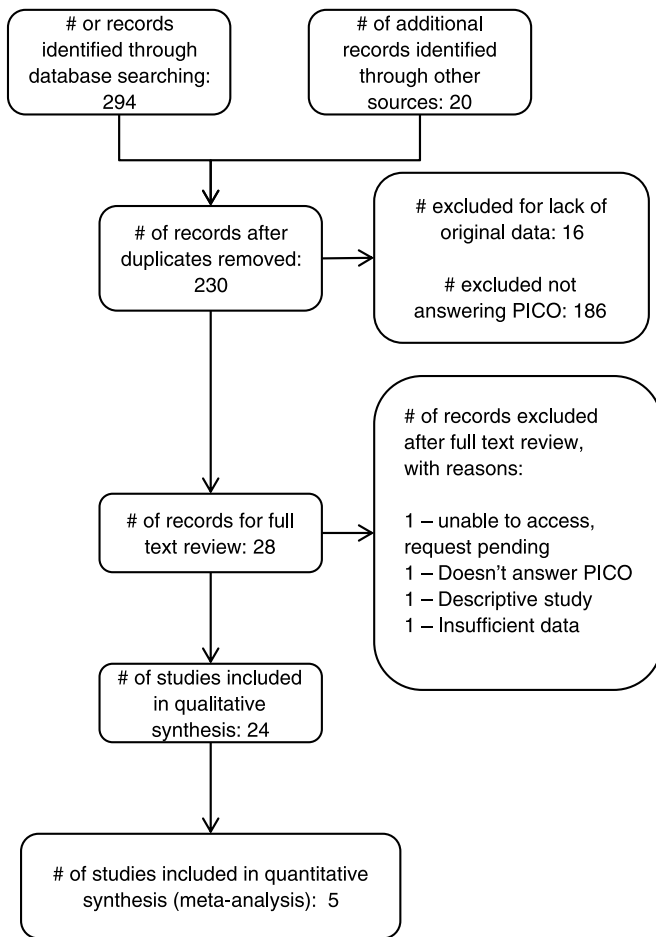 # or records
identified through
database searching:
294
# of additional
records identified
through other
sources: 20
# of records after
duplicates removed:
230
# excluded for lack of
original data: 16
# excluded not
answering PICO: 186
# of records excluded
after full text review,
with reasons:
1 – unable to access,
request pending
1 – Doesn't answer PICO
1 – Descriptive study
1 – Insufficient data
# of records for full
text review: 28
# of studies included
in qualitative
synthesis: 24
# of studies included in quantitative
synthesis (meta-analysis): 5